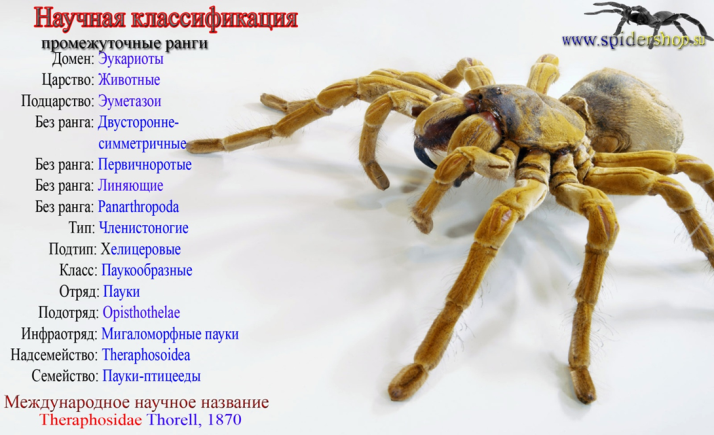 Научная классификация
www.spidershop.su
промежуточные ранги
Домен: Эукариоты
Царство: Животные
Подцарство: Эуметазои
Без ранга: Двусторонне-
симметричные
Без ранга: Первичноротые
Без ранга: Линяющие
Без ранга: Panarthropoda
Тип: Членистоногие
Подтип: Хелицеровые
Класс: Паукообразные
Отряд: Пауки
Подотряд: Opisthothelae
Инфраотряд: Мигаломорфные пауки
Надсемейство: Theraphosoidea
Семейство: Пауки-птицееды
Международное научное название
Theraphosidae Thorell, 1870